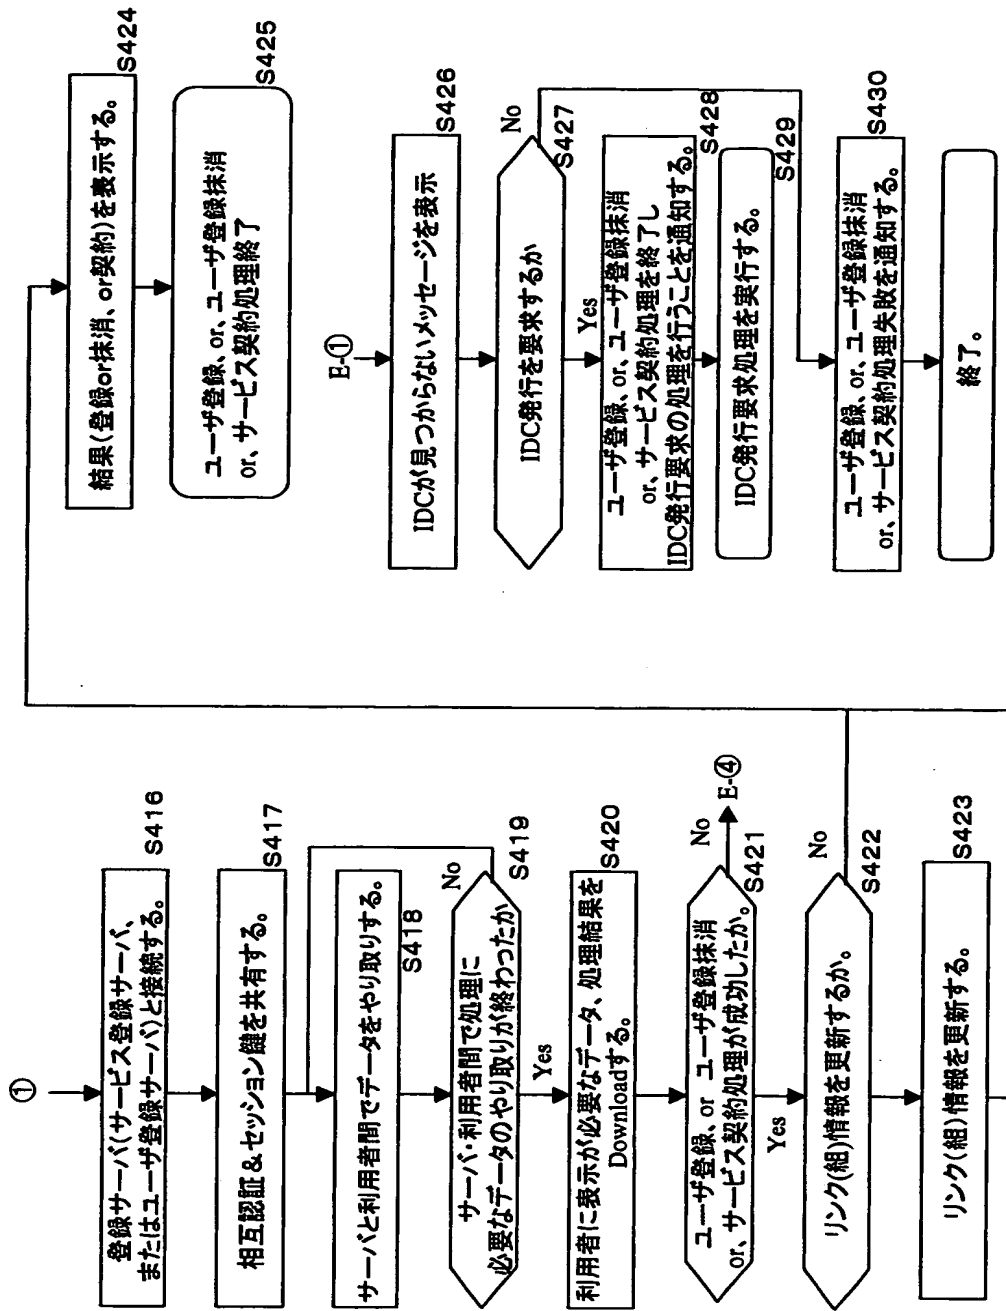 ①
登録サーバ(サービス登録サーバ、
またはユーザ登録サーバ)と接続する。
S416
相互認証&セッション鍵を共有する。
S417
サーバと利用者間でデータをやり取りする。
S418
サーバ・利用者間で処理に
必要なデータのやり取りが終わったか
No
S419
Yes
利用者に表示が必要なデータ、処理結果を
Downloadする。
S420
ユーザ登録、or ユーザ登録抹消
or、サービス契約処理が成功したか。
No
E-④
S421
Yes
リンク(組)情報を更新するか。
No
S422
リンク(組)情報を更新する。
S423
結果(登録or抹消、or契約)を表示する。
S424
ユーザ登録、or、ユーザ登録抹消
or、サービス契約処理終了
S425
E-①
IDCが見つからないメッセージを表示
S426
IDC発行を要求するか
No
S427
Yes
ユーザ登録、or、ユーザ登録抹消
or、サービス契約処理を終了し
IDC発行要求の処理を行うことを通知する。
S428
IDC発行要求処理を実行する。
S429
ユーザ登録、or、ユーザ登録抹消
or、サービス契約処理失敗を通知する。
S430
終了。